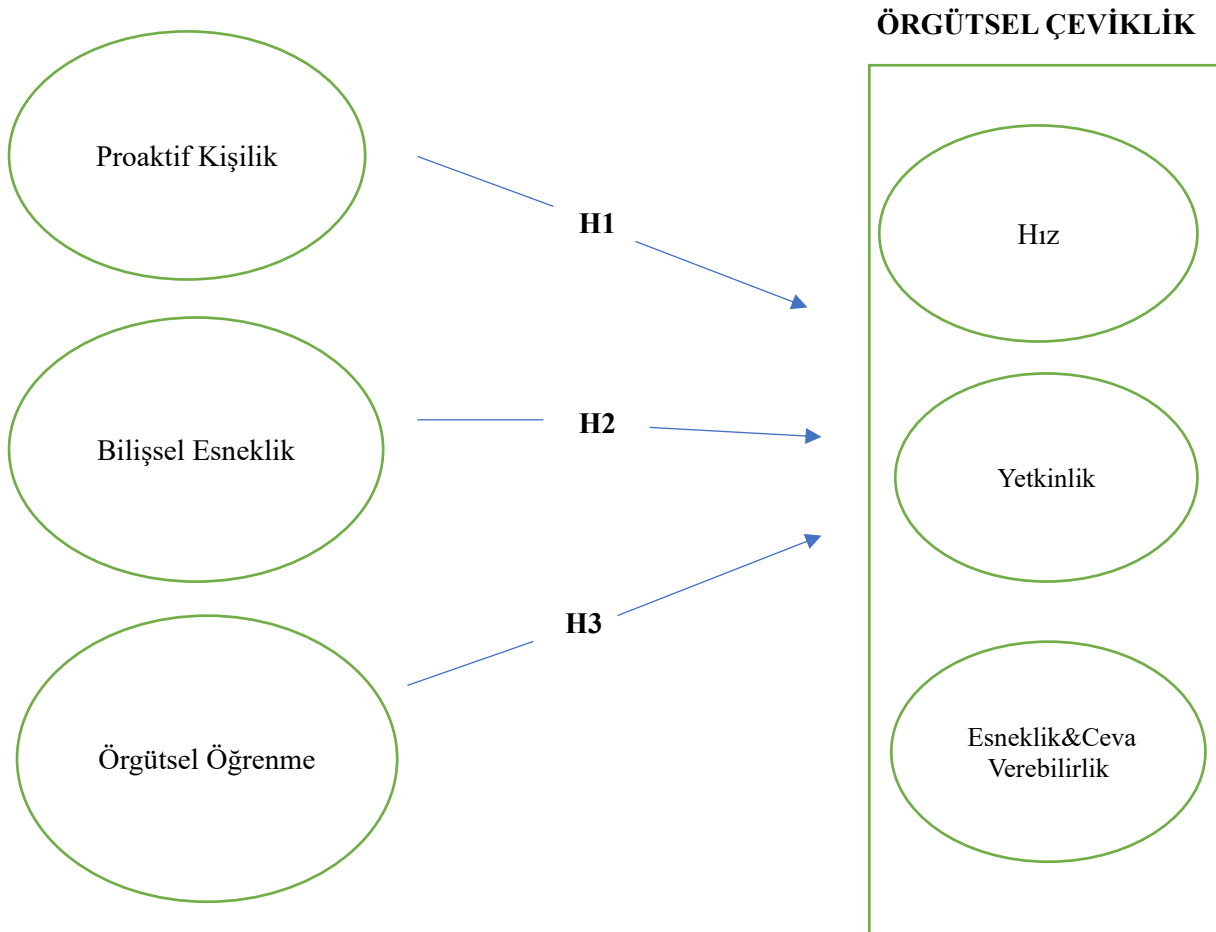 ÖRGÜTSEL ÇEVİKLİK
Proaktif Kişilik
H1
Hız
Bilişsel Esneklik
H2
Yetkinlik
H3
Örgütsel Öğrenme
Esneklik&Ceva
Verebilirlik